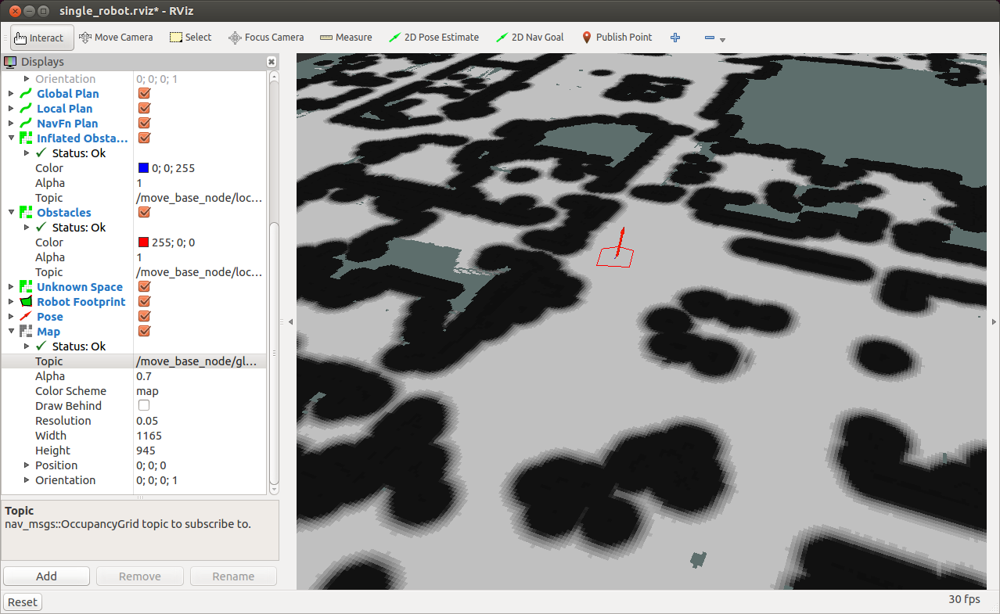 single_robot.rviz* - RViz
Interact Move Camera Select Focus Camera Measure 2D Pose Estimate 2D Nav Goal Publish Point
Displays
Orientation 0; 0; 0; 1
Global Plan
Local Plan
NavFn Plan
Inflated Obsta...
Status: Ok
Color 0; 0; 255
Alpha 1
Topic /move_base_node/loc...
Obstacles
Status: Ok
Color 255; 0; 0
Alpha 1
Topic /move_base_node/loc...
Unknown Space
Robot Footprint
Pose
Map
Status: Ok
Topic /move_base_node/gl...
Alpha 0.7
Color Scheme map
Draw Behind
Resolution 0.05
Width 1165
Height 945
Position 0; 0; 0
Orientation 0; 0; 0; 1
Topic
nav_msgs::OccupancyGrid topic to subscribe to.
Add Remove Rename
Reset 30 fps